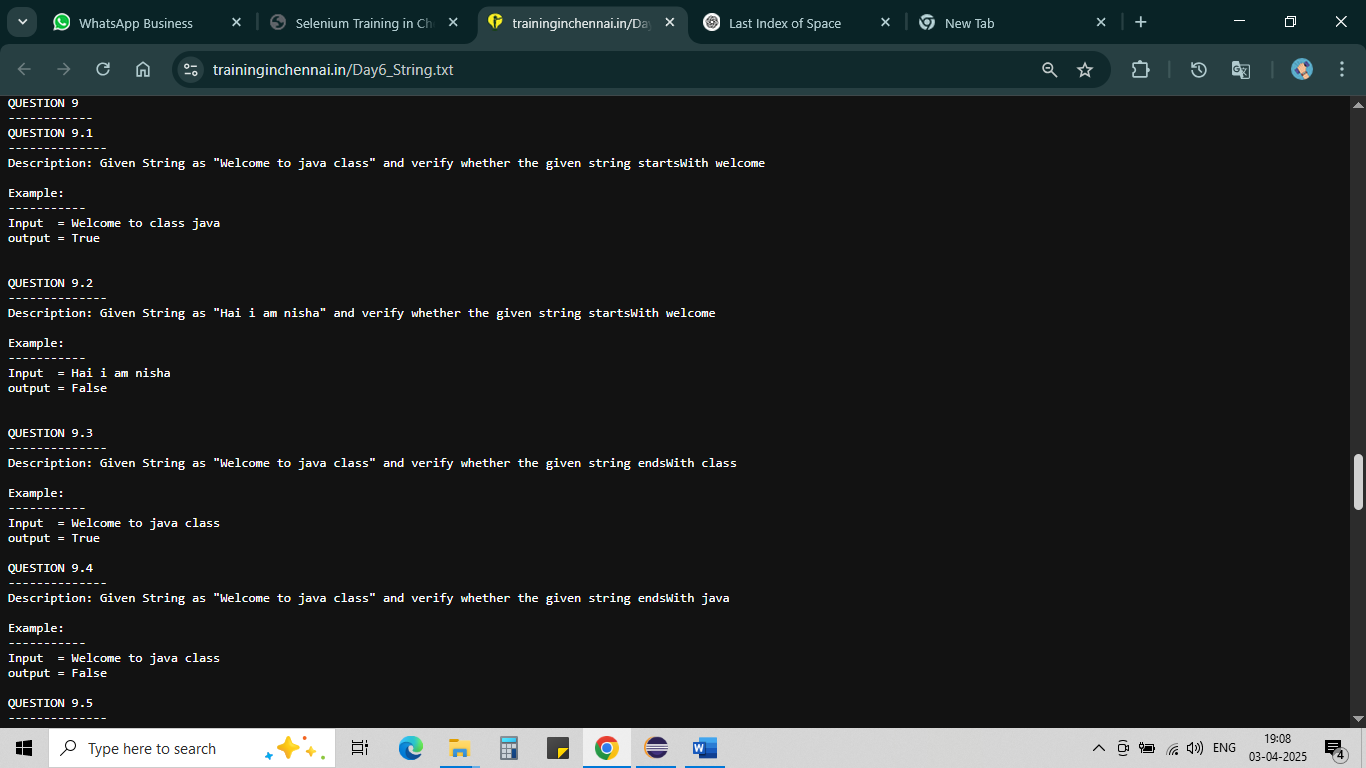 WhatsApp Business
Selenium Training in Ch
traininginchennai.in/Day
Last Index of Space
New Tab
traininginchennai.in/Day6_String.txt
QUESTION 9
------------
QUESTION 9.1
--------------
Description: Given String as "Welcome to java class" and verify whether the given string startsWith welcome
Example:
-----------
Input  = Welcome to class java
output = True
QUESTION 9.2
--------------
Description: Given String as "Hai i am nisha" and verify whether the given string startsWith welcome
Example:
-----------
Input  = Hai i am nisha
output = False
QUESTION 9.3
--------------
Description: Given String as "Welcome to java class" and verify whether the given string endsWith class
Example:
-----------
Input  = Welcome to java class
output = True
QUESTION 9.4
--------------
Description: Given String as "Welcome to java class" and verify whether the given string endsWith java
Example:
-----------
Input  = Welcome to java class
output = False
QUESTION 9.5
--------------
Type here to search
ENG
19:08
03-04-2025
4